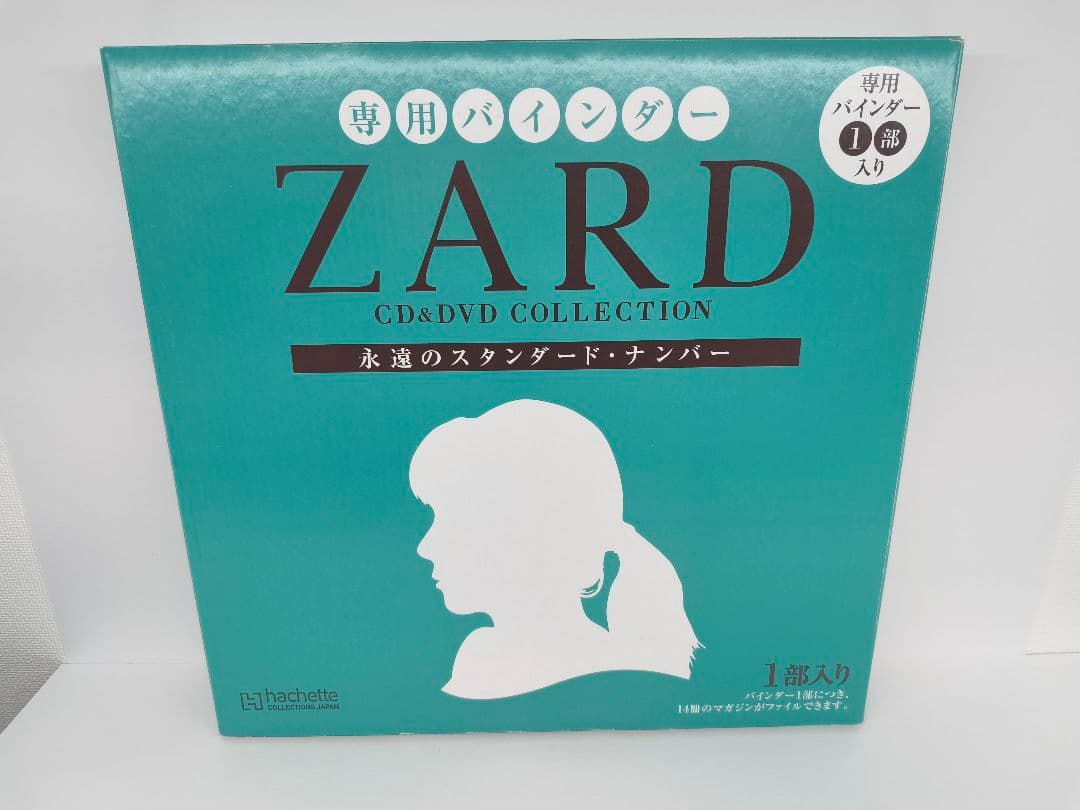 専用バインダー
専用
バインダー
1部
入り
ZARD
CD&DVD COLLECTION
永遠のスタンダード・ナンバー
1部入り
バインダー1部につき、
14冊のマガジンがファイルできます。
hachette
COLLECTIONS JAPAN